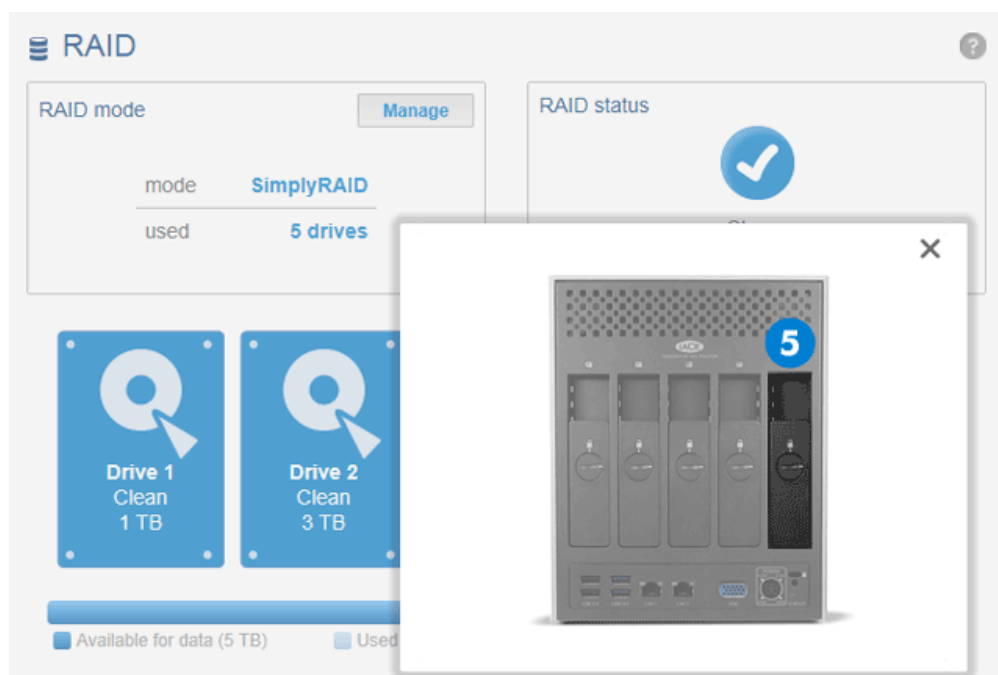 RAID
?
RAID mode
Manage
mode SimplyRAID
used 5 drives
RAID status
5
LACIE
Drive 1
Clean
1 TB
Drive 2
Clean
3 TB
Available for data (5 TB)
Used